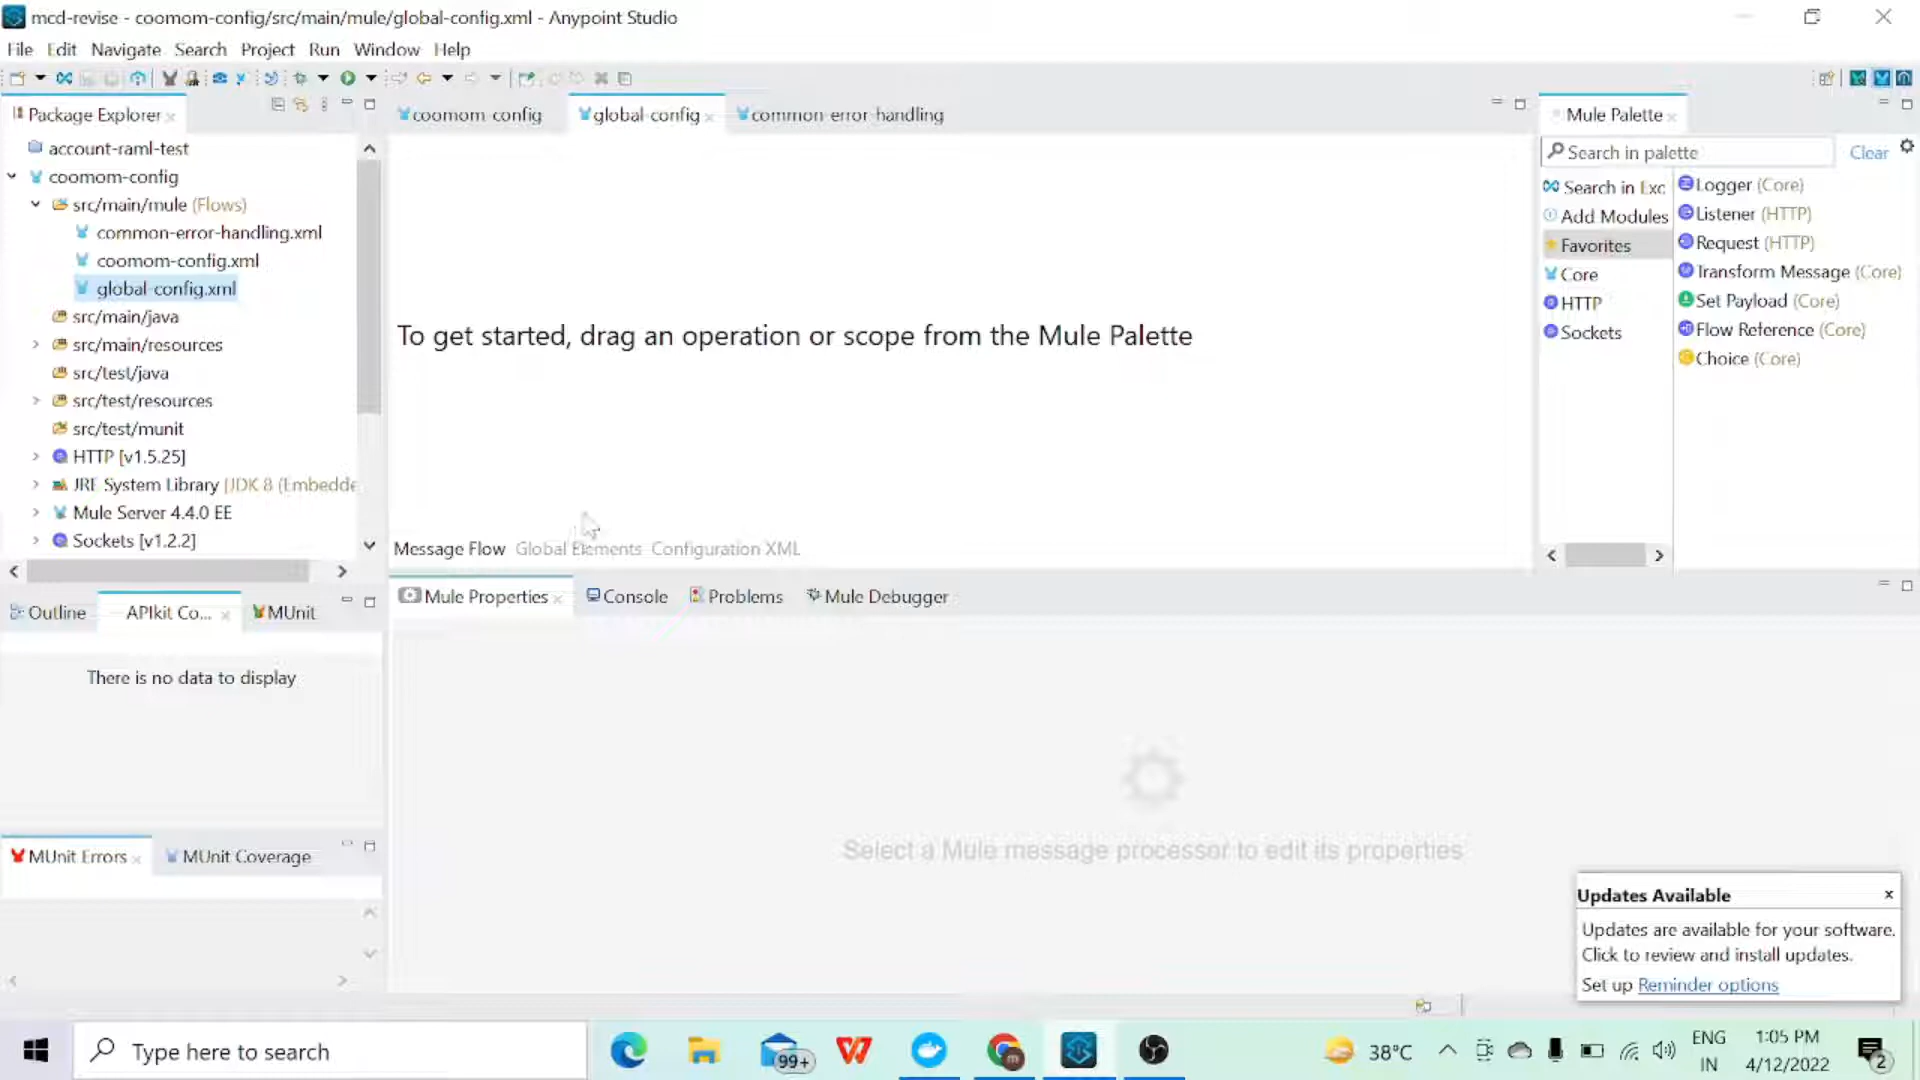 mcd-revise - coomom-config/src/main/mule/global-config.xml - Anypoint Studio
File Edit Navigate Search Project Run Window Help
Package Explorer
account-raml-test
coomom-config
src/main/mule (Flows)
common-error-handling.xml
coomom-config.xml
global-config.xml
src/main/java
src/main/resources
src/test/java
src/test/resources
src/test/munit
HTTP [v1.5.25]
JRE System Library [JDK 8 (Embedde
Mule Server 4.4.0 EE
Sockets [v1.2.2]
coomom-config global-config common-error-handling
To get started, drag an operation or scope from the Mule Palette
Message Flow Global Elements Configuration XML
Mule Palette
Search in palette Clear
Search in Exc
Add Modules
Favorites
Core
HTTP
Sockets
Logger (Core)
Listener (HTTP)
Request (HTTP)
Transform Message (Core)
Set Payload (Core)
Flow Reference (Core)
Choice (Core)
Outline APIkit Co... MUnit
There is no data to display
MUnit Errors MUnit Coverage
Mule Properties Console Problems Mule Debugger
Select a Mule message processor to edit its properties
Updates Available
Updates are available for your software.
Click to review and install updates.
Set up Reminder options
Type here to search
99+
m
38°C
ENG
IN
1:05 PM
4/12/2022
2